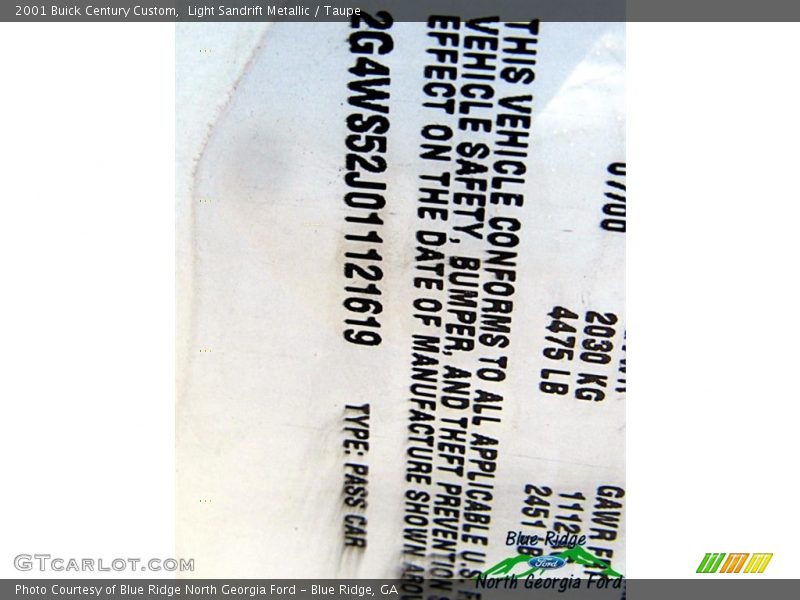 2001 Buick Century Custom, Light Sandrift Metallic / Taupe
07/00
2030 KG
4475 LB
THIS VEHICLE CONFORMS TO ALL APPLICABLE U.S.
VEHICLE SAFETY, BUMPER, AND THEFT PREVENTION
EFFECT ON THE DATE OF MANUFACTURE SHOWN
2G4WS52J011121619
TYPE: PASS CAR
Blue Ridge
Ford
North Georgia Ford
GTCARLOT.COM
Photo Courtesy of Blue Ridge North Georgia Ford – Blue Ridge, GA